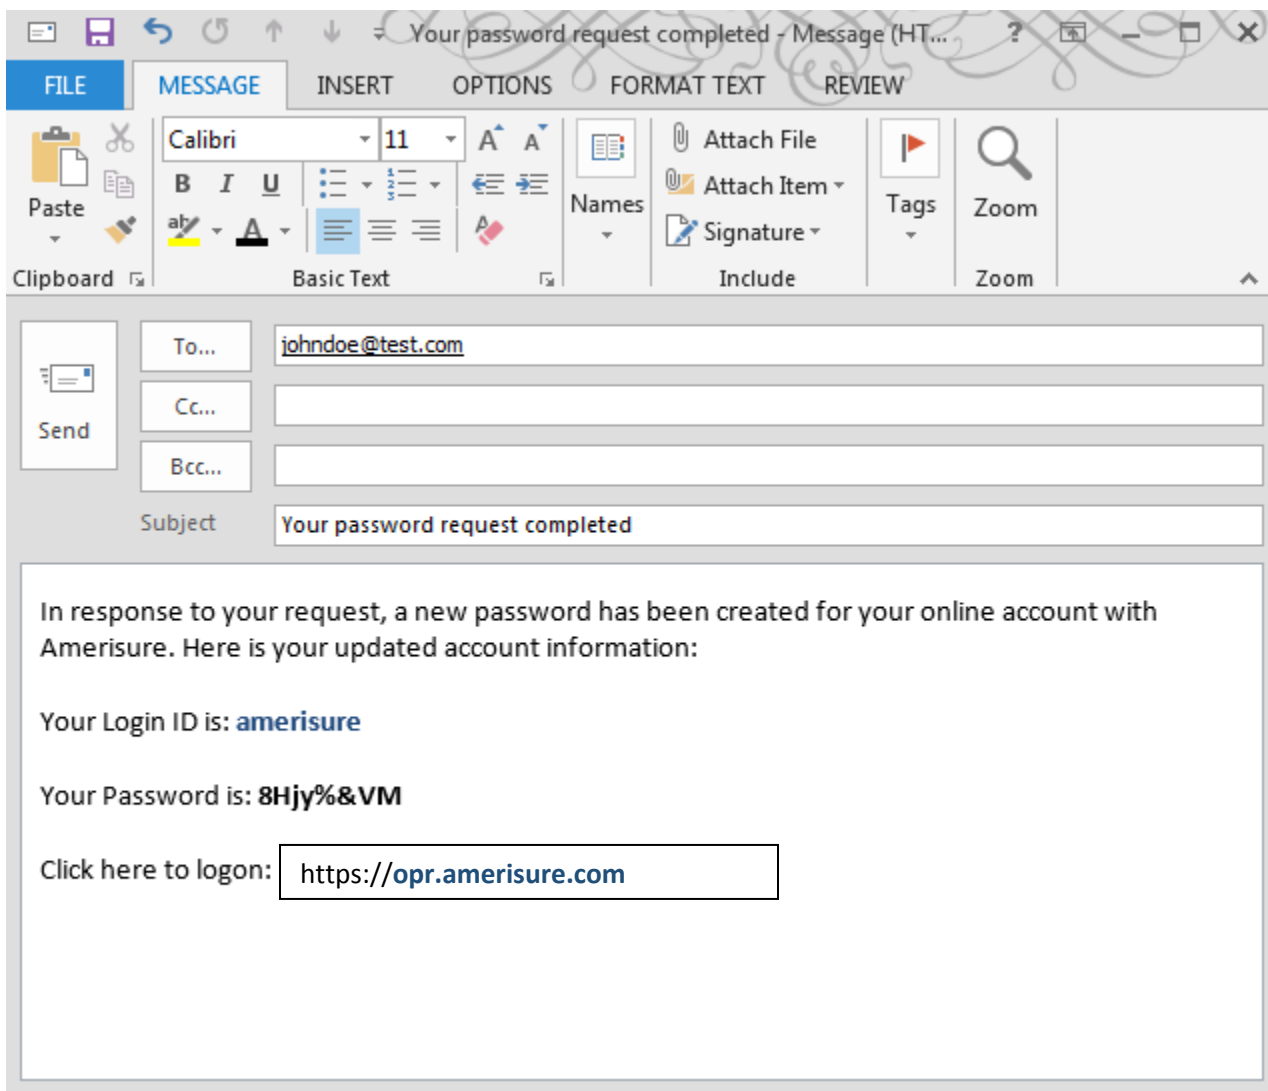 Your password request completed - Message (HT...
?
FILE MESSAGE INSERT OPTIONS FORMAT TEXT REVIEW
Calibri 11 A A
Attach File
B I U
Attach Item
Paste
Names
Tags
Zoom
ab A
A
Signature
Clipboard Basic Text Include Zoom
To... johndoe@test.com
Cc...
Send
Bcc...
Subject Your password request completed
In response to your request, a new password has been created for your online account with
Amerisure. Here is your updated account information:
Your Login ID is: amerisure
Your Password is: 8Hjy%&VM
Click here to logon: https://opr.amerisure.com